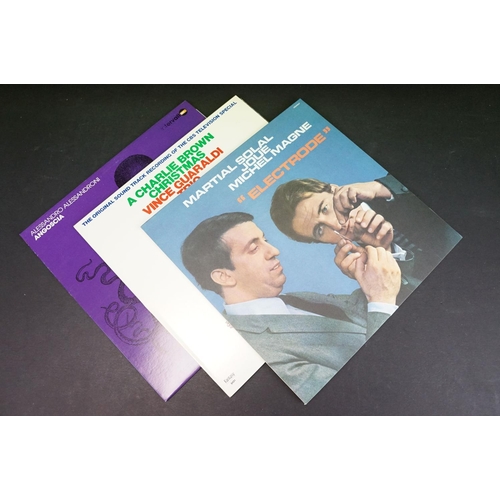 ALESSANDRO ALESSANDRONI
ANGOSCIA
THE ORIGINAL SOUND TRACK RECORDING OF THE CBS TELEVISION SPECIAL
A CHARLIE BROWN
CHRISTMAS
VINCE GUARALDI
MARTIAL SOLAL
JOUE
MICHEL MAGNE
“ ELECTRODE ”